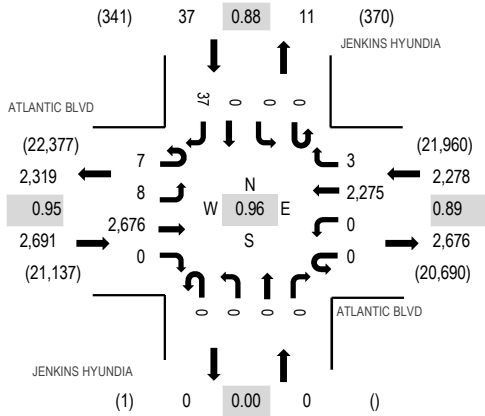 (341) 37 0.88 11 (370)
JENKINS HYUNDIA
37 0 0 0
ATLANTIC BLVD
(22,377) (21,960)
7 3
2,319 2,278
8 N 2,275
0.95 W 0.96 E 0.89
2,676 0
2,691 S 2,676
0 0
(21,137) (20,690)
0 0 0 0
ATLANTIC BLVD
JENKINS HYUNDIA
(1) 0 0.00 0 ()